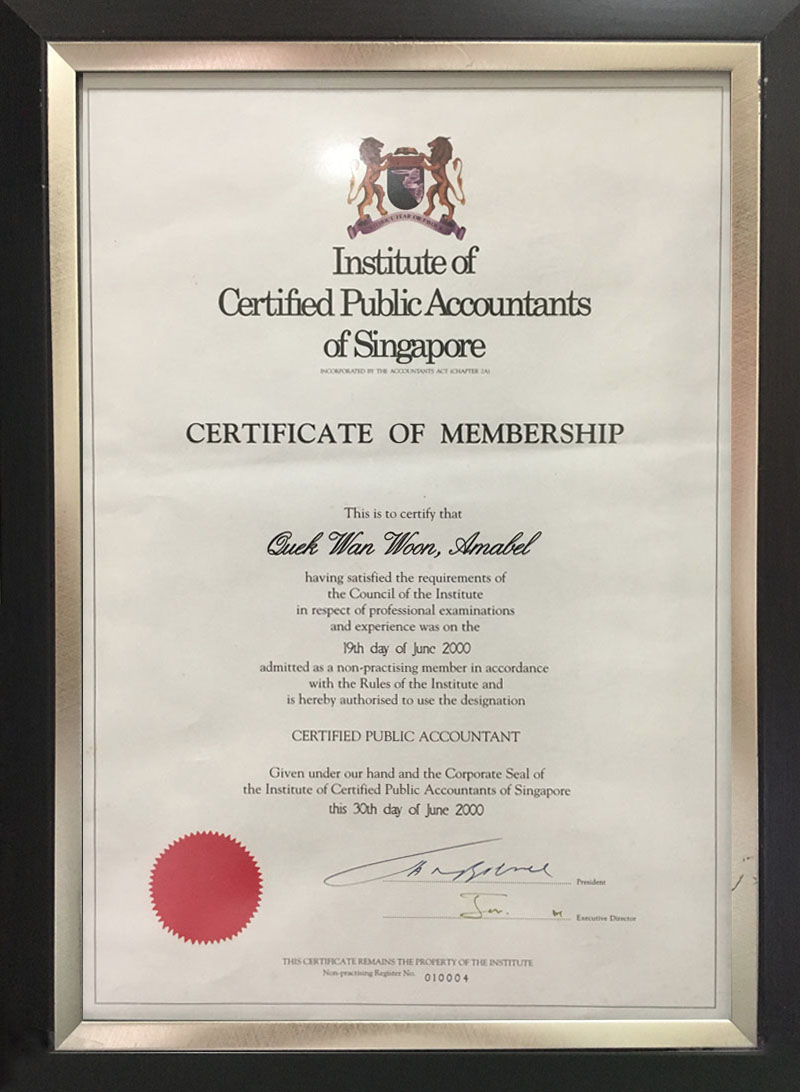 Institute of
Certified Public Accountants
of Singapore
INCORPORATED BY THE ACCOUNTANTS ACT (CHAPTER 2A)
CERTIFICATE OF MEMBERSHIP
This is to certify that
Quek Wan Woon, Amabel
having satisfied the requirements of
the Council of the Institute
in respect of professional examinations
and experience was on the
19th day of June 2000
admitted as a non-practising member in accordance
with the Rules of the Institute and
is hereby authorised to use the designation
CERTIFIED PUBLIC ACCOUNTANT
Given under our hand and the Corporate Seal of
the Institute of Certified Public Accountants of Singapore
this 30th day of June 2000
President
Executive Director
THIS CERTIFICATE REMAINS THE PROPERTY OF THE INSTITUTE
Non-practising Register No. 010004